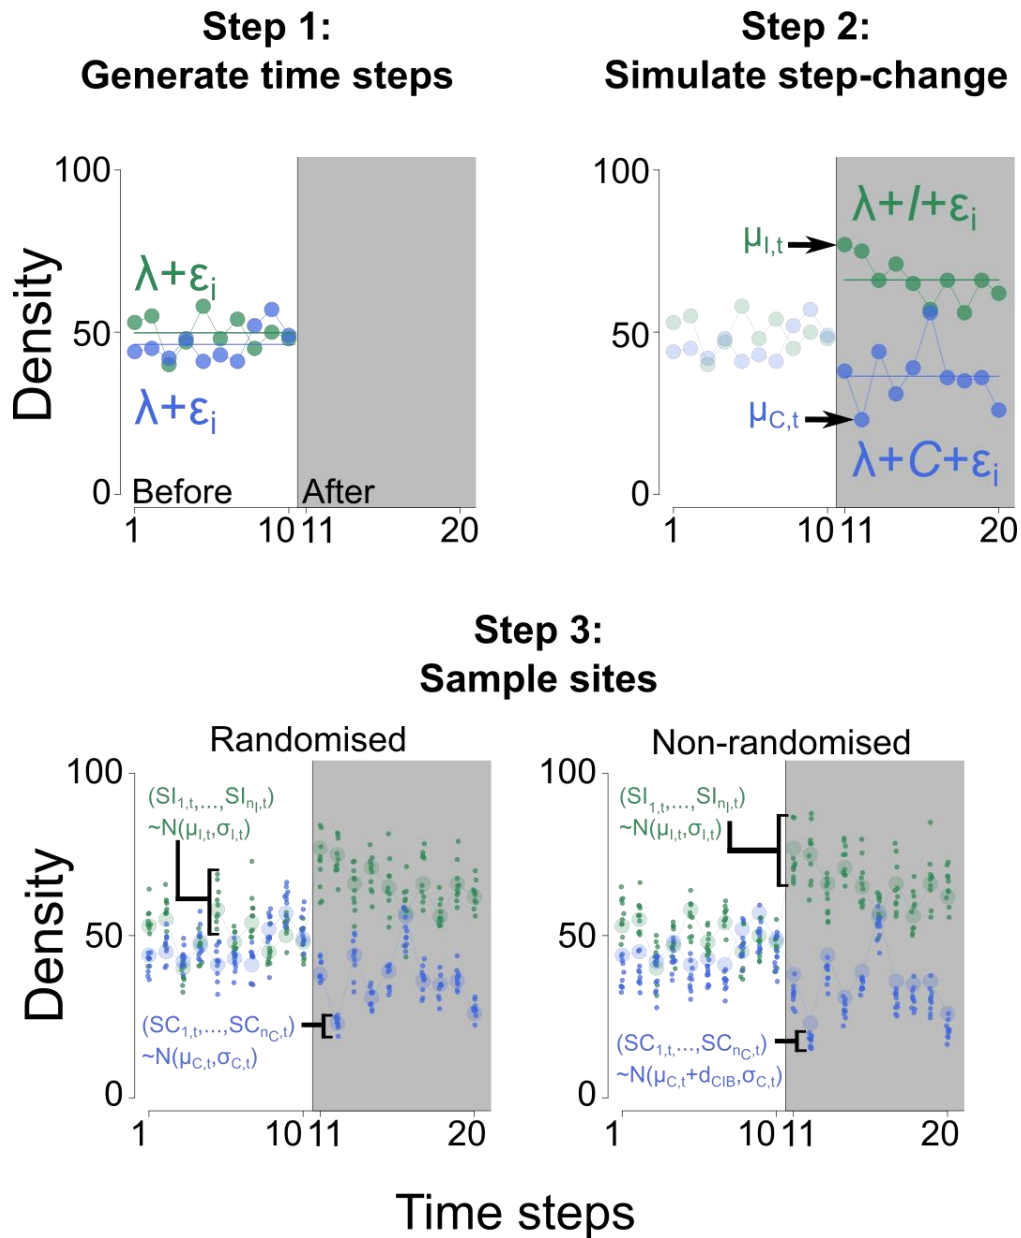 Step 1:
Generate time steps
Step 2:
Simulate step-change
Density
100
50
0
λ+εi
λ+εi
Before
After
1
10
11
20
Density
100
50
0
μI,t
μC,t
λ+I+εi
λ+C+εi
1
10
11
20
Step 3:
Sample sites
Randomised
Density
100
50
0
(SI1,t,...,SInI,t)
~N(μI,t,σI,t)
(SC1,t,...,SCnC,t)
~N(μC,t,σC,t)
1
10
11
20
Non-randomised
100
50
0
(SI1,t,...,SInI,t)
~N(μI,t,σI,t)
(SC1,t,...,SCnC,t)
~N(μC,t+dCIB,σC,t)
1
10
11
20
Time steps